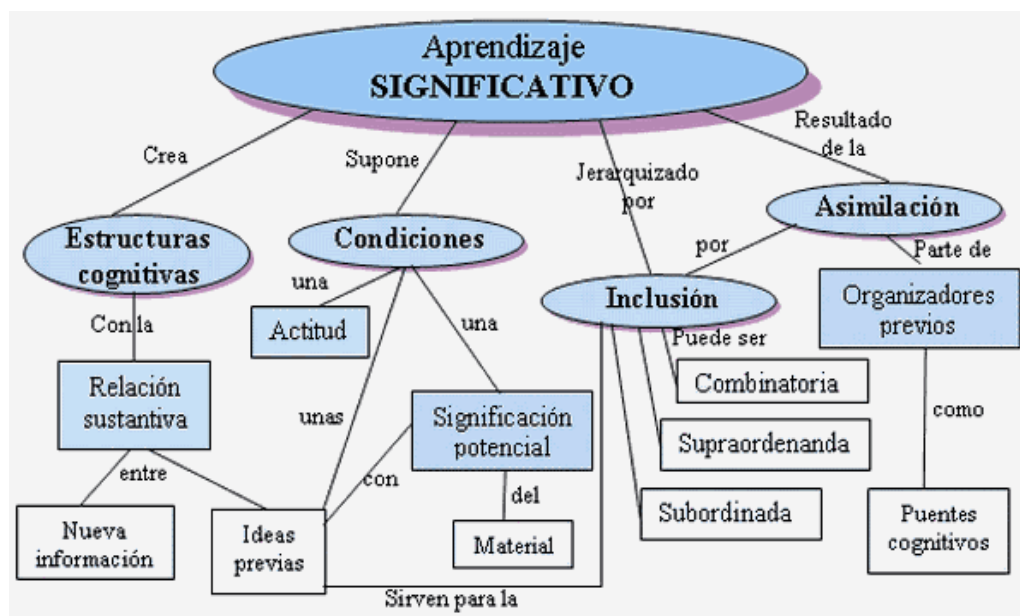 Aprendizaje
SIGNIFICATIVO
Crea
Supone
Jerarquizado
por
Resultado
de la
Estructuras
cognitivas
Condiciones
Asimilación
una
por
Parte de
Inclusión
Con la
Actitud
una
Puede ser
Organizadores
previos
Relación
sustantiva
unas
Significación
potencial
Combinatoria
como
Supraordenanda
entre
con
del
Subordinada
Nueva
información
Ideas
previas
Material
Puentes
cognitivos
Sirven para la